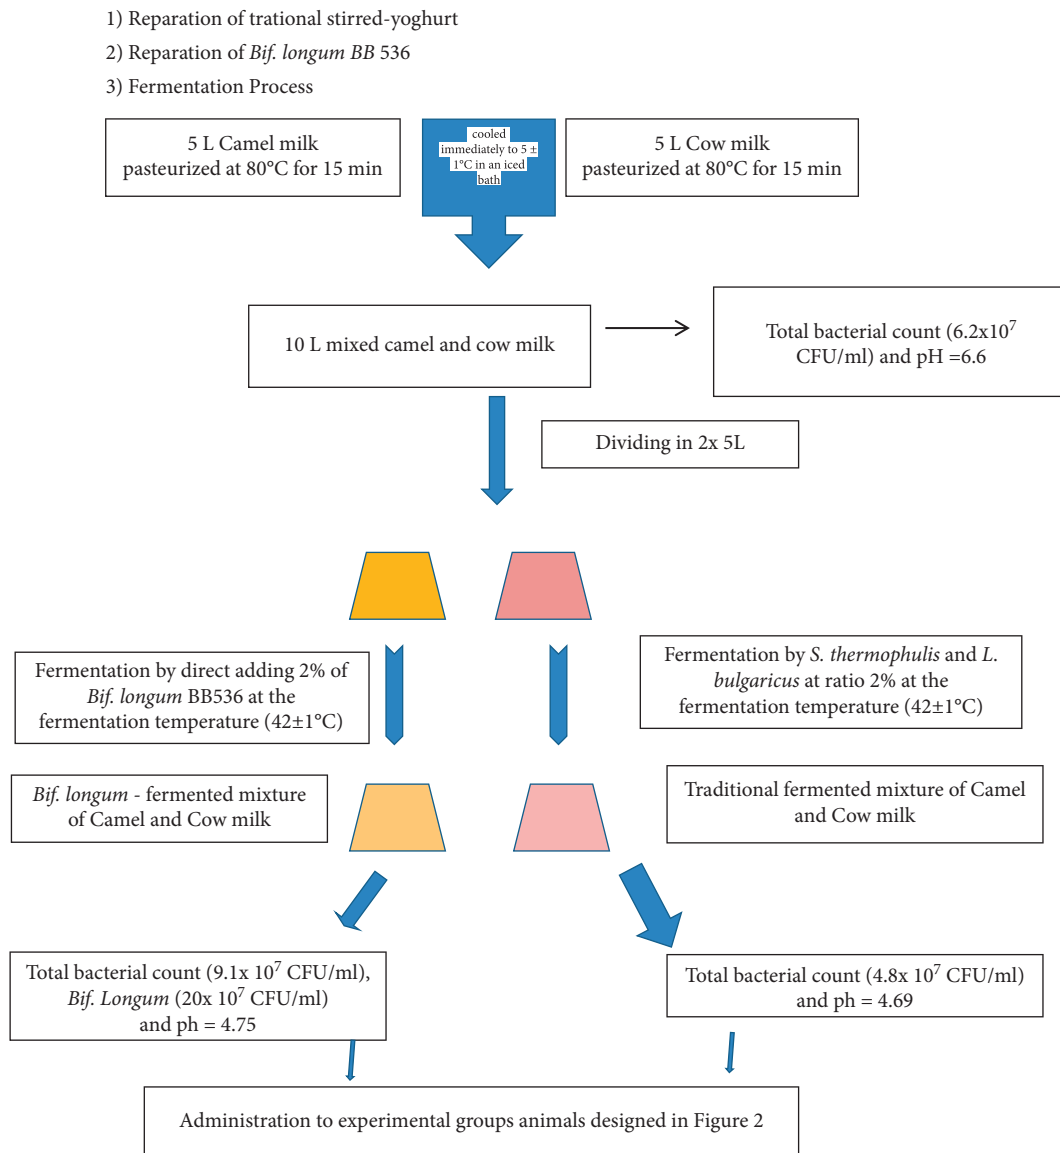 1) Reparation of trational stirred-yoghurt
2) Reparation of Bif. longum BB 536
3) Fermentation Process
5 L Camel milk
pasteurized at 80°C for 15 min
cooled
immediately to 5 ±
1°C in an iced
bath
5 L Cow milk
pasteurized at 80°C for 15 min
10 L mixed camel and cow milk
Total bacterial count (6.2x10⁷
CFU/ml) and pH =6.6
Dividing in 2x 5L
Fermentation by direct adding 2% of
Bif. longum BB536 at the
fermentation temperature (42±1°C)
Fermentation by S. thermophulis and L.
bulgaricus at ratio 2% at the
fermentation temperature (42±1°C)
Bif. longum - fermented mixture
of Camel and Cow milk
Traditional fermented mixture of Camel
and Cow milk
Total bacterial count (9.1x 10⁷ CFU/ml),
Bif. Longum (20x 10⁷ CFU/ml)
and ph = 4.75
Total bacterial count (4.8x 10⁷ CFU/ml)
and ph = 4.69
Administration to experimental groups animals designed in Figure 2